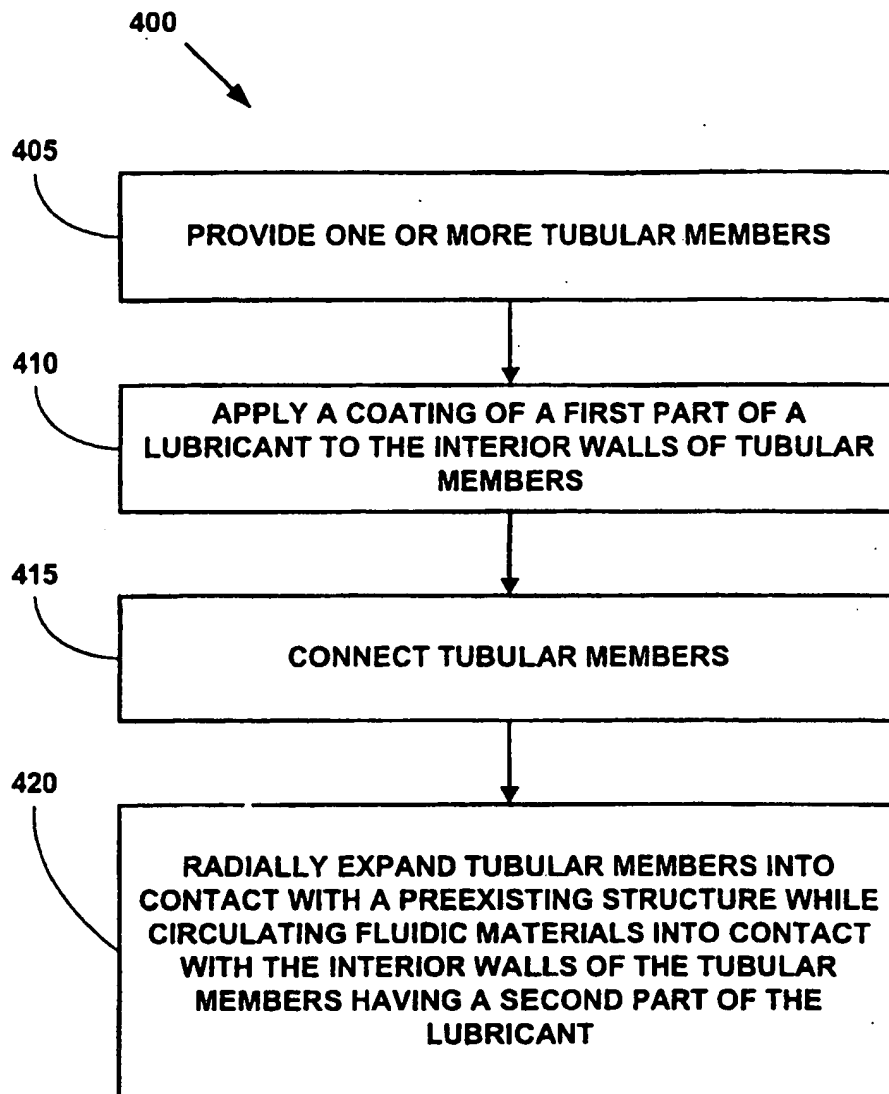 400
405
PROVIDE ONE OR MORE TUBULAR MEMBERS
410
APPLY A COATING OF A FIRST PART OF A
LUBRICANT TO THE INTERIOR WALLS OF TUBULAR
MEMBERS
415
CONNECT TUBULAR MEMBERS
420
RADIALLY EXPAND TUBULAR MEMBERS INTO
CONTACT WITH A PREEXISTING STRUCTURE WHILE
CIRCULATING FLUIDIC MATERIALS INTO CONTACT
WITH THE INTERIOR WALLS OF THE TUBULAR
MEMBERS HAVING A SECOND PART OF THE
LUBRICANT